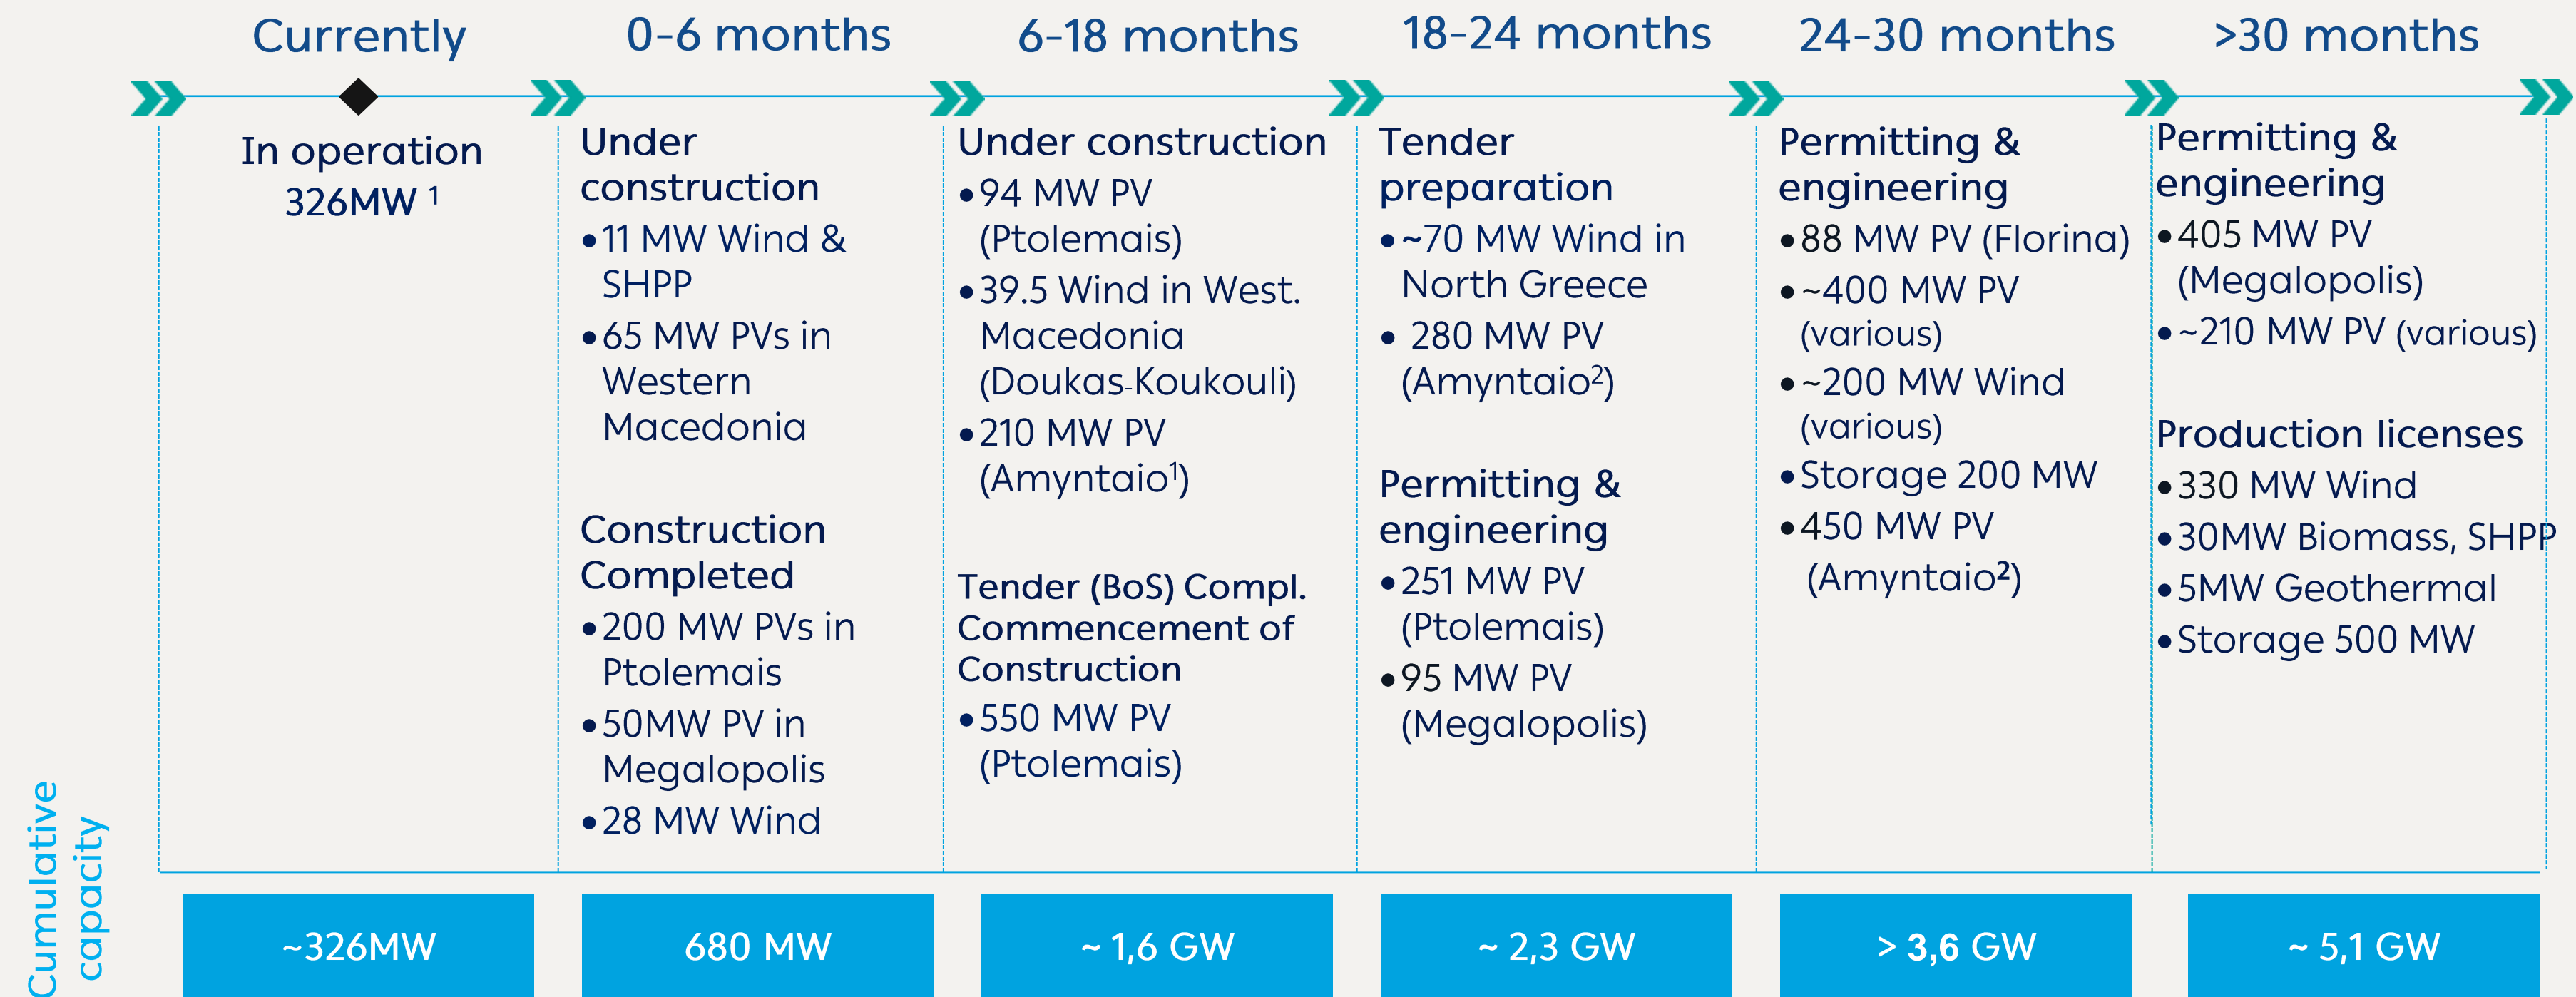 Currently
In operation
326MW ¹
0-6 months
Under
construction
•11 MW Wind &
SHPP
•65 MW PVs in
Western
Macedonia
Construction
Completed
•200 MW PVs in
Ptolemais
•50MW PV in
Megalopolis
•28 MW Wind
6-18 months
Under construction
•94 MW PV
(Ptolemais)
•39.5 Wind in West.
Macedonia
(Doukas-Koukouli)
•210 MW PV
(Amyntaio¹)
Tender (BoS) Compl.
Commencement of
Construction
•550 MW PV
(Ptolemais)
18-24 months
Tender
preparation
•~70 MW Wind in
North Greece
• 280 MW PV
(Amyntaio²)
Permitting &
engineering
•251 MW PV
(Ptolemais)
•95 MW PV
(Megalopolis)
24-30 months
Permitting &
engineering
•88 MW PV (Florina)
•~400 MW PV
(various)
•~200 MW Wind
(various)
•Storage 200 MW
•450 MW PV
(Amyntaio²)
>30 months
Permitting &
engineering
•405 MW PV
(Megalopolis)
•~210 MW PV (various)
Production licenses
•330 MW Wind
•30MW Biomass, SHPP
•5MW Geothermal
•Storage 500 MW
Cumulative
capacity
~326MW
680 MW
~ 1,6 GW
~ 2,3 GW
> 3,6 GW
~ 5,1 GW